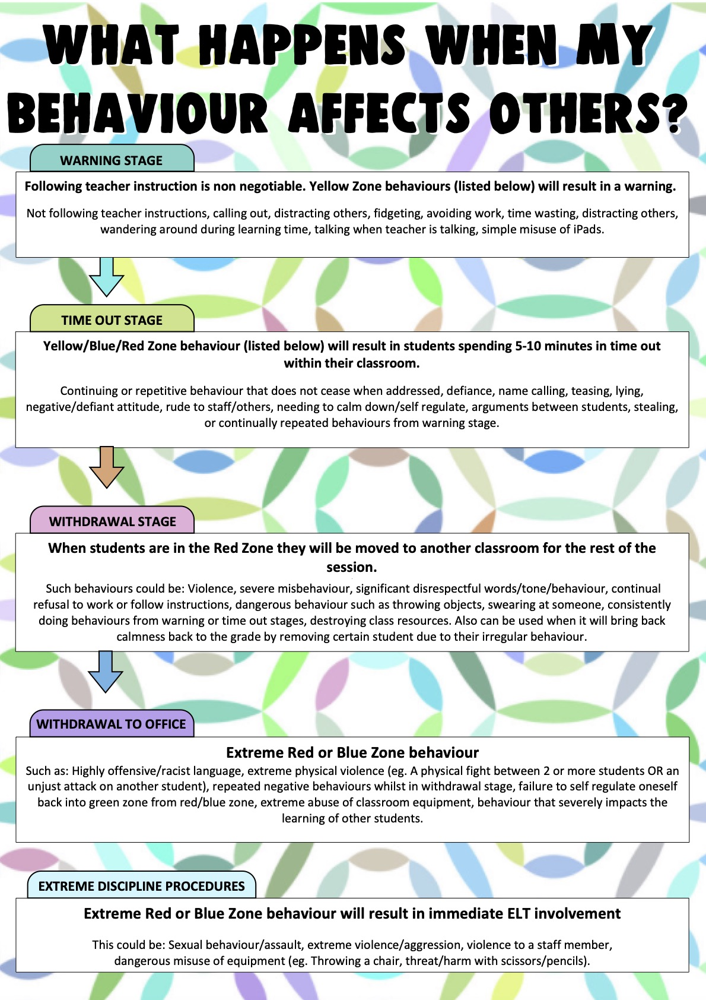 WHAT HAPPENS WHEN MY
BEHAVIOUR AFFECTS OTHERS?
WARNING STAGE
Following teacher instruction is non negotiable. Yellow Zone behaviours (listed below) will result in a warning.
Not following teacher instructions, calling out, distracting others, fidgeting, avoiding work, time wasting, distracting others,
wandering around during learning time, talking when teacher is talking, simple misuse of iPads.
TIME OUT STAGE
Yellow/Blue/Red Zone behaviour (listed below) will result in students spending 5-10 minutes in time out
within their classroom.
Continuing or repetitive behaviour that does not cease when addressed, defiance, name calling, teasing, lying,
negative/defiant attitude, rude to staff/others, needing to calm down/self regulate, arguments between students, stealing,
or continually repeated behaviours from warning stage.
WITHDRAWAL STAGE
When students are in the Red Zone they will be moved to another classroom for the rest of the
session.
Such behaviours could be: Violence, severe misbehaviour, significant disrespectful words/tone/behaviour, continual
refusal to work or follow instructions, dangerous behaviour such as throwing objects, swearing at someone, consistently
doing behaviours from warning or time out stages, destroying class resources. Also can be used when it will bring back
calmness back to the grade by removing certain student due to their irregular behaviour.
WITHDRAWAL TO OFFICE
Extreme Red or Blue Zone behaviour
Such as: Highly offensive/racist language, extreme physical violence (eg. A physical fight between 2 or more students OR an
unjust attack on another student), repeated negative behaviours whilst in withdrawal stage, failure to self regulate oneself
back into green zone from red/blue zone, extreme abuse of classroom equipment, behaviour that severely impacts the
learning of other students.
EXTREME DISCIPLINE PROCEDURES
Extreme Red or Blue Zone behaviour will result in immediate ELT involvement
This could be: Sexual behaviour/assault, extreme violence/aggression, violence to a staff member,
dangerous misuse of equipment (eg. Throwing a chair, threat/harm with scissors/pencils).